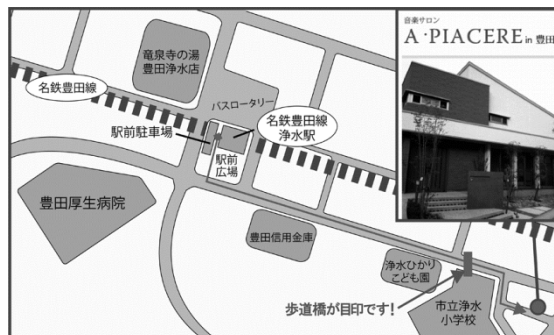 音楽サロン
A・PIACERE in 豊田
竜泉寺の湯
豊田浄水店
名鉄豊田線
バスロータリー
名鉄豊田線
浄水駅
駅前駐車場
駅前
広場
豊田厚生病院
豊田信用金庫
浄水ひかり
こども園
歩道橋が目印です!
市立浄水
小学校